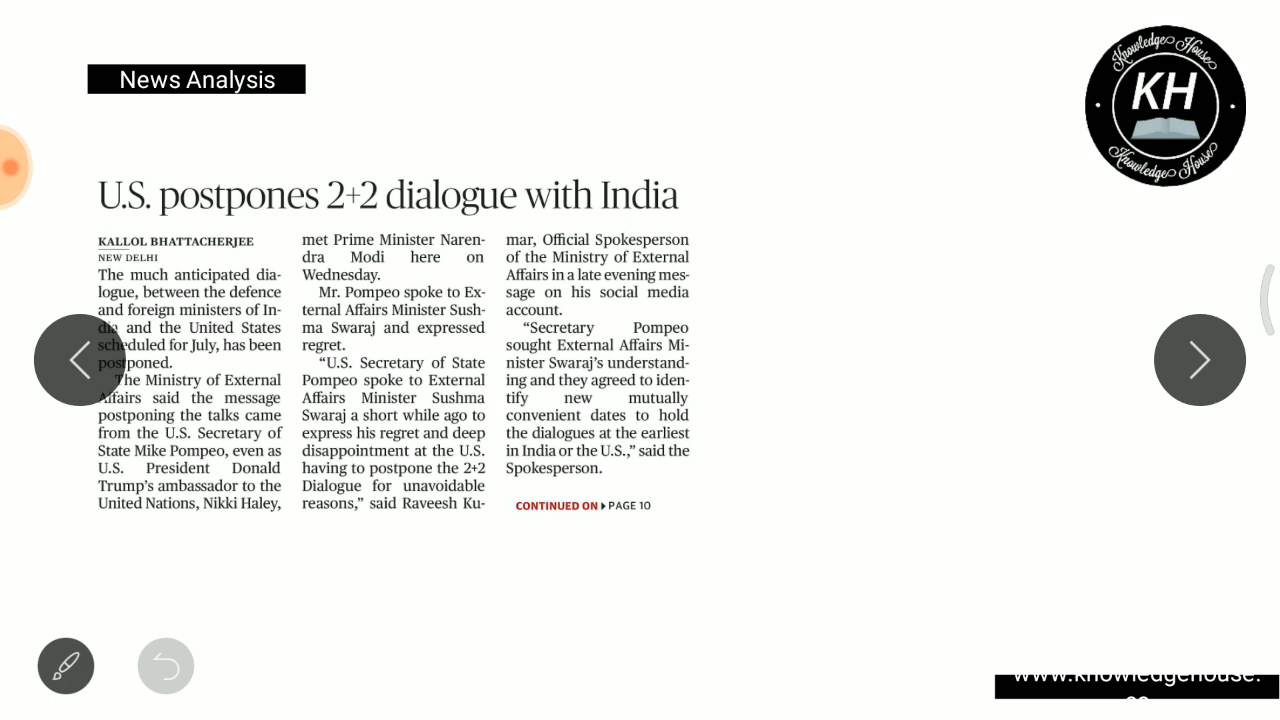 News Analysis
Knowledge House
KH
Knowledge House
U.S. postpones 2+2 dialogue with India
KALLOL BHATTACHERJEE
NEW DELHI
The much anticipated dia-
logue, between the defence
and foreign ministers of In-
dia and the United States
scheduled for July, has been
postponed.
The Ministry of External
Affairs said the message
postponing the talks came
from the U.S. Secretary of
State Mike Pompeo, even as
U.S. President Donald
Trump's ambassador to the
United Nations, Nikki Haley,
met Prime Minister Naren-
dra Modi here on
Wednesday.
Mr. Pompeo spoke to Ex-
ternal Affairs Minister Sush-
ma Swaraj and expressed
regret.
“U.S. Secretary of State
Pompeo spoke to External
Affairs Minister Sushma
Swaraj a short while ago to
express his regret and deep
disappointment at the U.S.
having to postpone the 2+2
Dialogue for unavoidable
reasons,” said Raveesh Ku-
mar, Official Spokesperson
of the Ministry of External
Affairs in a late evening mes-
sage on his social media
account.
“Secretary Pompeo
sought External Affairs Mi-
nister Swaraj's understand-
ing and they agreed to iden-
tify new mutually
convenient dates to hold
the dialogues at the earliest
in India or the U.S.,” said the
Spokesperson.
CONTINUED ON PAGE 10
www.knowledgehouse.